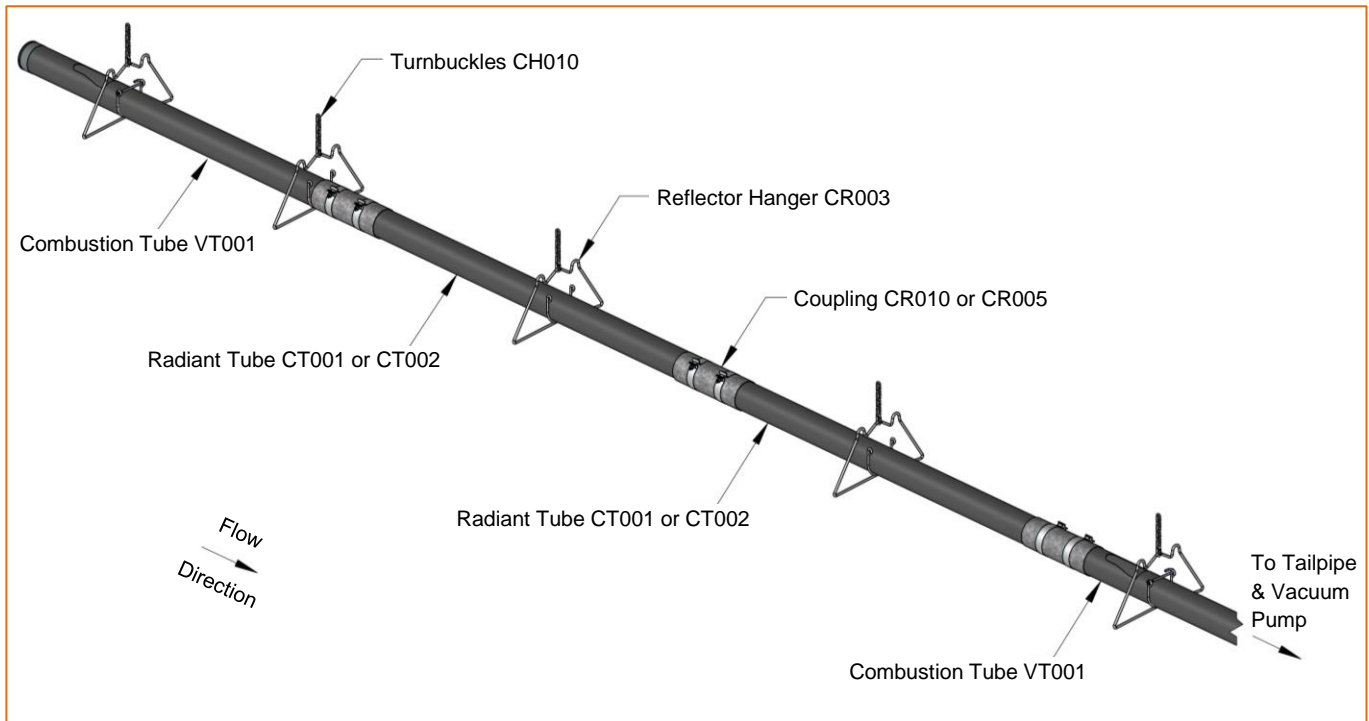 Turnbuckles CH010
Reflector Hanger CR003
Combustion Tube VT001
Coupling CR010 or CR005
Radiant Tube CT001 or CT002
Radiant Tube CT001 or CT002
Flow
Direction
To Tailpipe
& Vacuum
Pump
Combustion Tube VT001